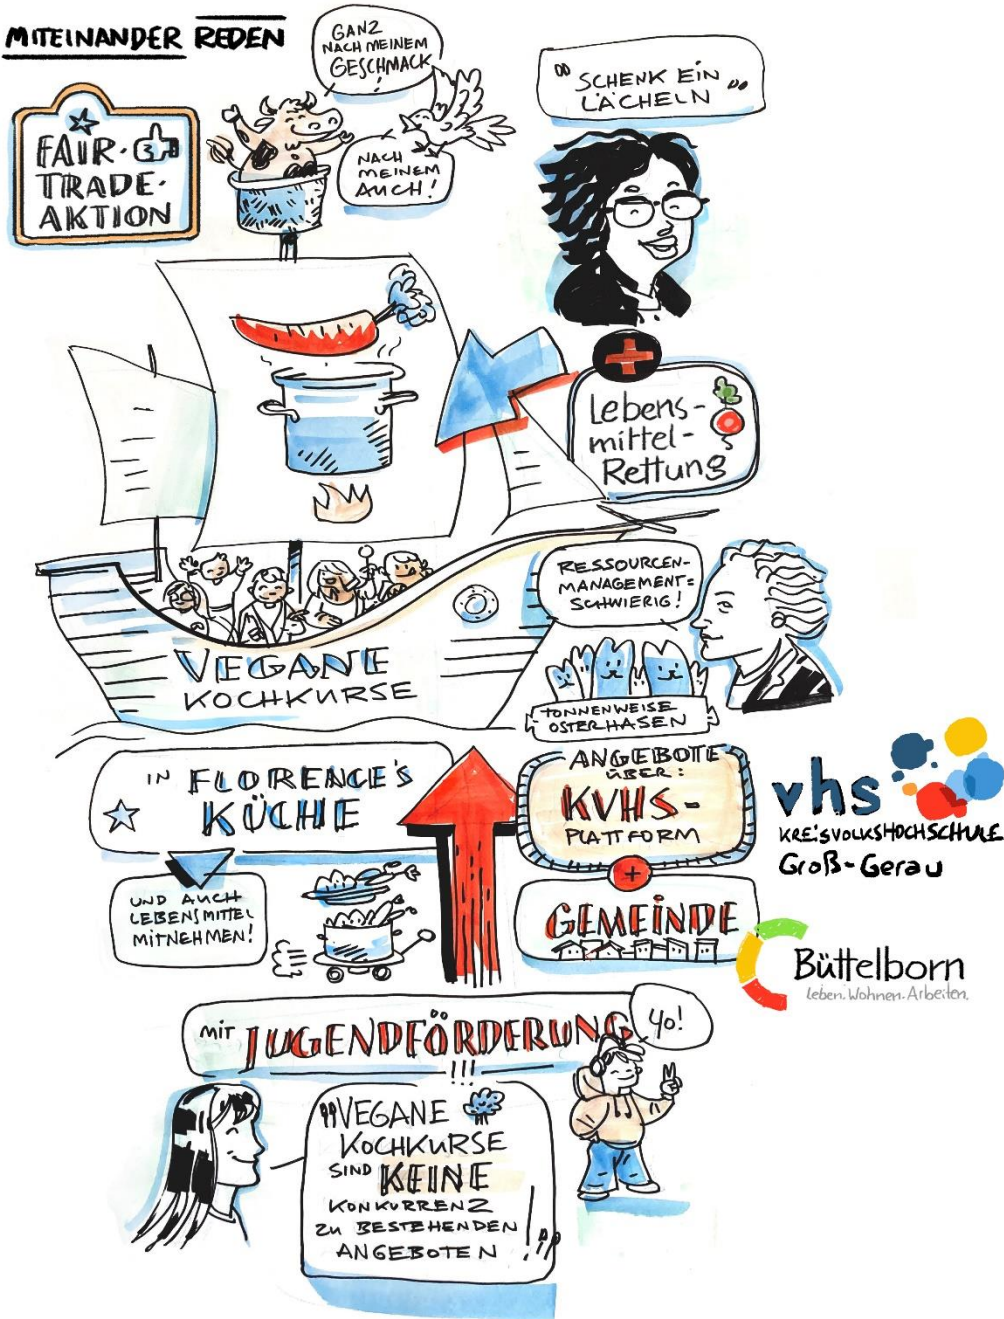 MITEINANDER REDEN
GANZ
NACH MEINEM
GESCHMACK
!
NACH
MEINEM
AUCH!
"SCHENK EIN
LÄCHELN"
FAIR·
TRADE·
AKTION
Lebens-
mittel-
Rettung
RESSOURCEN-
MANAGEMENT=
SCHWIERIG!
VEGANE
KOCHKURSE
TONNENWEISE
OSTERHASEN
IN FLORENCE'S
KÜCHE
ANGEBOTE
ÜBER:
KVHS-
PLATTFORM
vhs
KREISVOLKSHOCHSCHULE
Groß-Gerau
UND AUCH
LEBENSMITTEL
MITNEHMEN!
GEMEINDE
Büttelborn
Leben.Wohnen.Arbeiten.
MIT JUGENDFÖRDERUNG
!!!
YO!
"VEGANE
KOCHKURSE
SIND KEINE
KONKURRENZ
ZU BESTEHENDEN
ANGEBOTEN!"